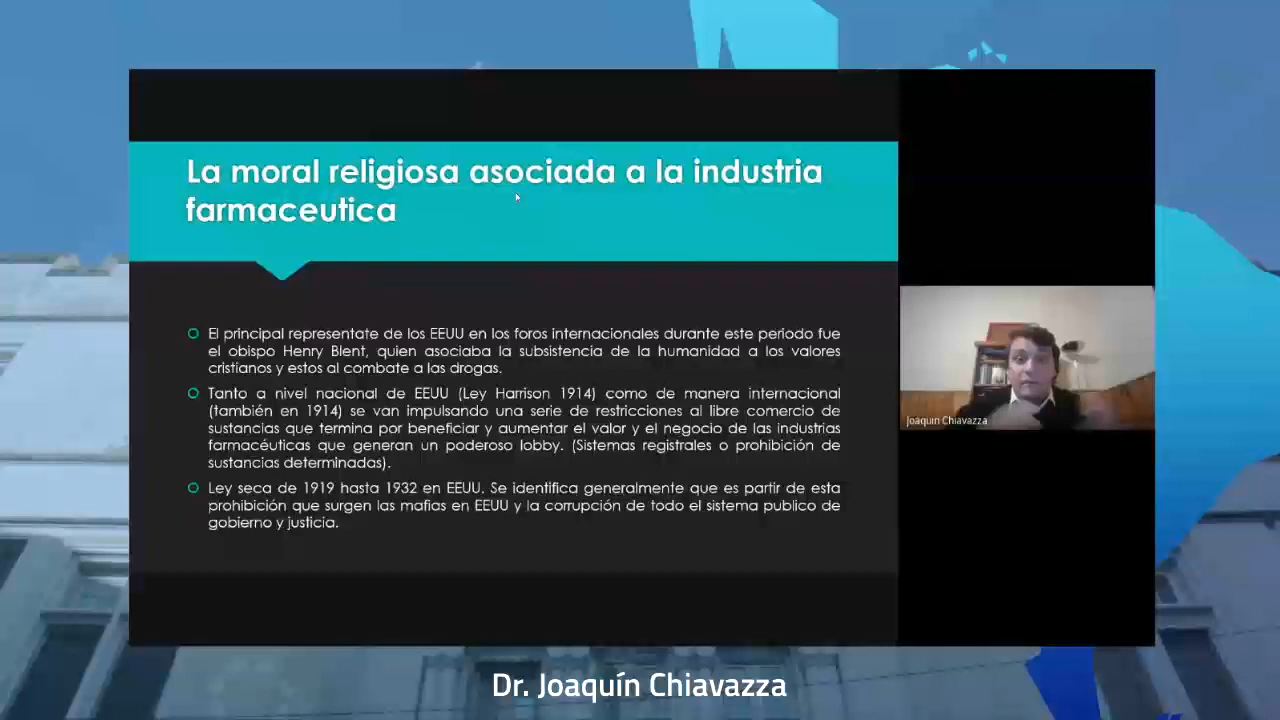 La moral religiosa asociada a la industria
farmaceutica
El principal representate de los EEUU en los foros internacionales durante este periodo fue
el obispo Henry Blent, quien asociaba la subsistencia de la humanidad a los valores
cristianos y estos al combate a las drogas.
Tanto a nivel nacional de EEUU (Ley Harrison 1914) como de manera internacional
(también en 1914) se van impulsando una serie de restricciones al libre comercio de
sustancias que termina por beneficiar y aumentar el valor y el negocio de las industrias
farmacéuticas que generan un poderoso lobby. (Sistemas registrales o prohibición de
sustancias determinadas).
Ley seca de 1919 hasta 1932 en EEUU. Se identifica generalmente que es partir de esta
prohibición que surgen las mafias en EEUU y la corrupción de todo el sistema publico de
gobierno y justicia.
Joaquin Chiavazza
Dr. Joaquín Chiavazza